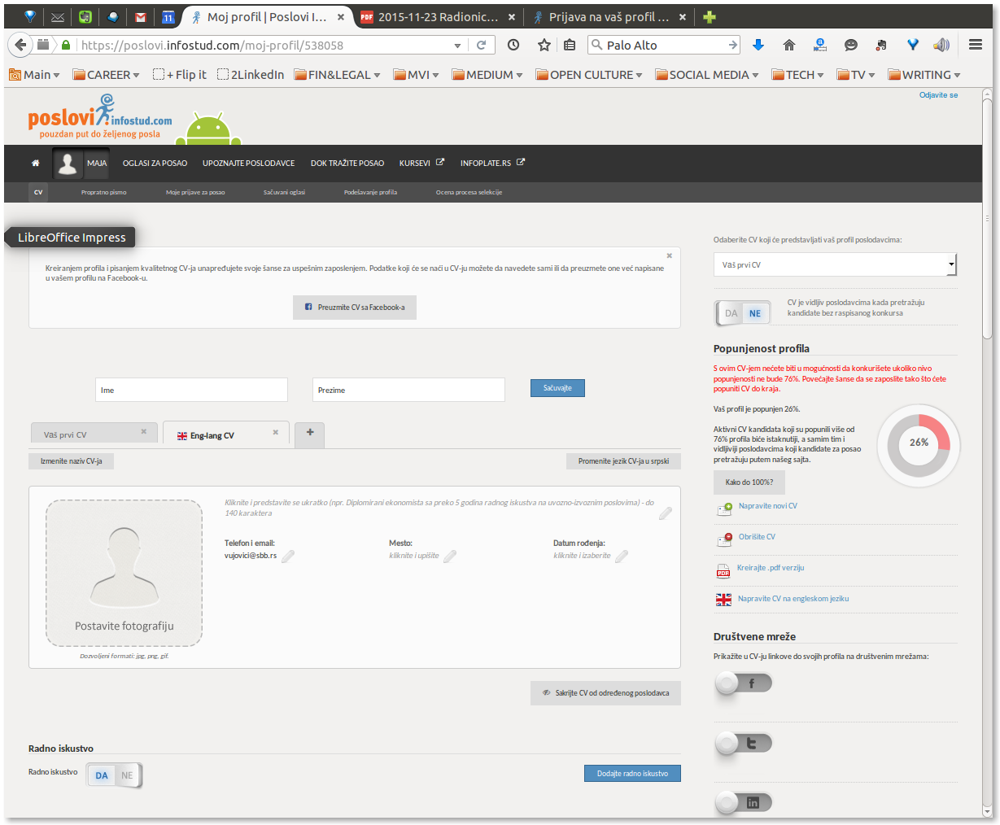 Moj profil | Poslovi I...
2015-11-23 Radionic...
Prijava na vaš profil ...
11
https://poslovi.infostud.com/moj-profil/538058
Palo Alto
Main
CAREER
+ Flip it
2LinkedIn
FIN&LEGAL
MVI
MEDIUM
OPEN CULTURE
SOCIAL MEDIA
TECH
TV
WRITING
Odjavite se
poslovi.infostud.com
pouzdan put do željenog posla
MAJA
OGLASI ZA POSAO
UPOZNAJTE POSLODAVCE
DOK TRAŽITE POSAO
KURSEVI
INFOPLATE.RS
CV
Propratno pismo
Moje prijave za posao
Sačuvani oglasi
Podešavanje profila
Ocena procesa selekcije
LibreOffice Impress
Kreiranjem profila i pisanjem kvalitetnog CV-ja unapređujete svoje šanse za uspešnim zaposlenjem. Podatke koji će se naći u CV-ju možete da navedete sami ili da preuzmete one već napisane
u vašem profilu na Facebook-u.
Preuzmite CV sa Facebook-a
Ime
Prezime
Sačuvajte
Vaš prvi CV
Eng-lang CV
Izmenite naziv CV-ja
Promenite jezik CV-ja u srpski
Kliknite i predstavite se ukratko (npr. Diplomirani ekonomista sa preko 5 godina radnog iskustva na uvozno-izvoznim poslovima) - do
140 karaktera
Telefon i email:
vujovici@sbb.rs
Mesto:
kliknite i upišite
Datum rođenja:
kliknite i izaberite
Postavite fotografiju
Dozvoljeni formati: jpg, png, gif.
Sakrijte CV od određenog poslodavca
Radno iskustvo
Radno iskustvo
DA NE
Dodajte radno iskustvo
Odaberite CV koji će predstavljati vaš profil poslodavcima:
Vaš prvi CV
DA NE
CV je vidljiv poslodavcima kada pretražuju
kandidate bez raspisanog konkursa
Popunjenost profila
S ovim CV-jem nećete biti u mogućnosti da konkurišete ukoliko nivo
popunjenosti ne bude 76%. Povećajte šanse da se zaposlite tako što ćete
popuniti CV do kraja.
Vaš profil je popunjen 26%.
Aktivni CV kandidata koji su popunili više od
76% profila biće istaknutiji, a samim tim i
vidljiviji poslodavcima koji kandidate za posao
pretražuju putem našeg sajta.
26%
Kako do 100%?
Napravite novi CV
Obrišite CV
PDF
Kreirajte .pdf verziju
Napravite CV na engleskom jeziku
Društvene mreže
Prikažite u CV-ju linkove do svojih profila na društvenim mrežama: